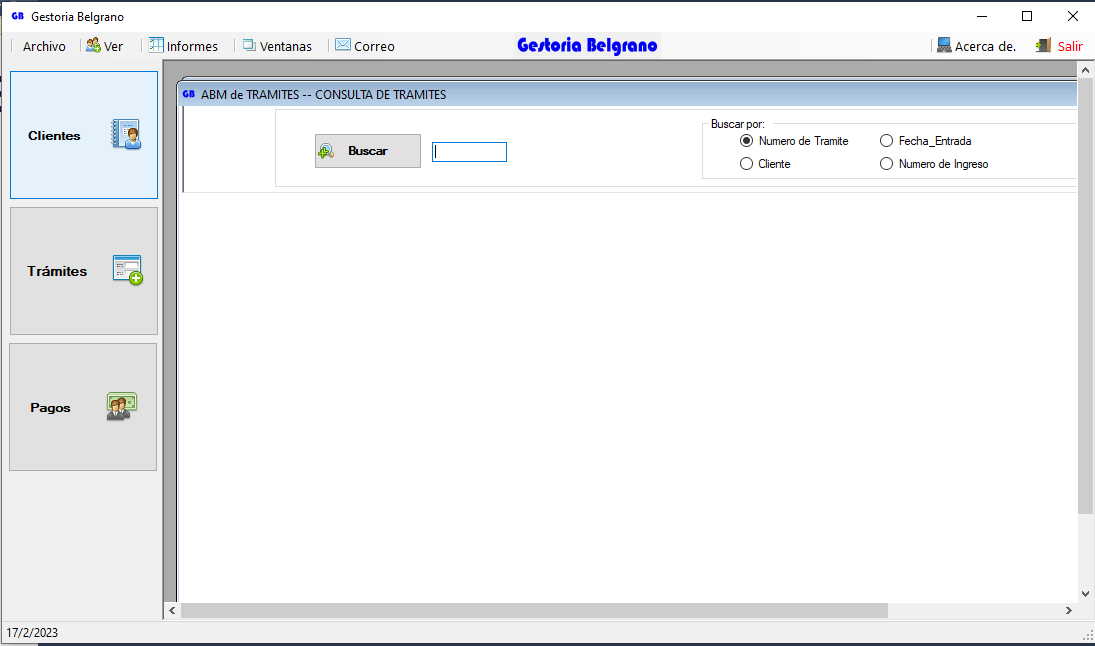 GB Gestoria Belgrano
Archivo Ver Informes Ventanas Correo Gestoria Belgrano Acerca de. Salir
GB ABM de TRAMITES -- CONSULTA DE TRAMITES
Clientes
Buscar
Buscar por:
Numero de Tramite Fecha_Entrada
Cliente Numero de Ingreso
Trámites
Pagos
17/2/2023